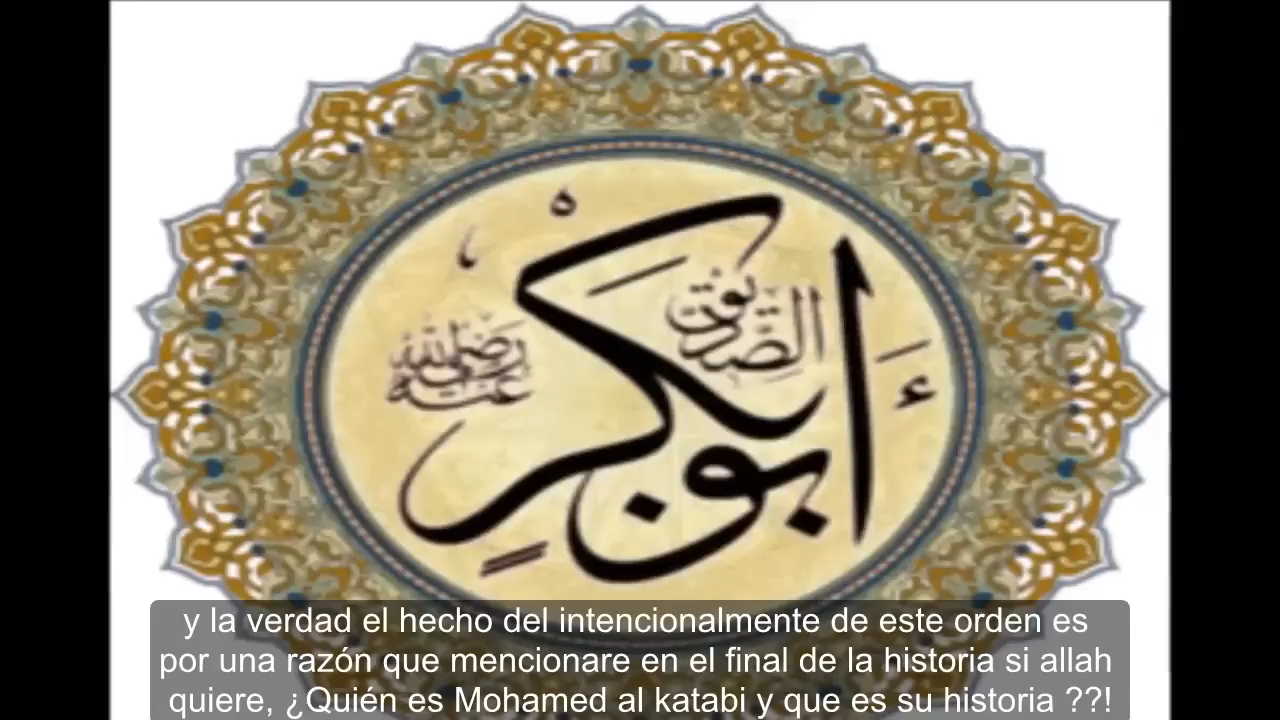 أبو بكرٍ
الصّديق
رضي الله
عنه
y la verdad el hecho del intencionalmente de este orden es
por una razón que mencionare en el final de la historia si allah
quiere, ¿Quién es Mohamed al katabi y que es su historia ??!